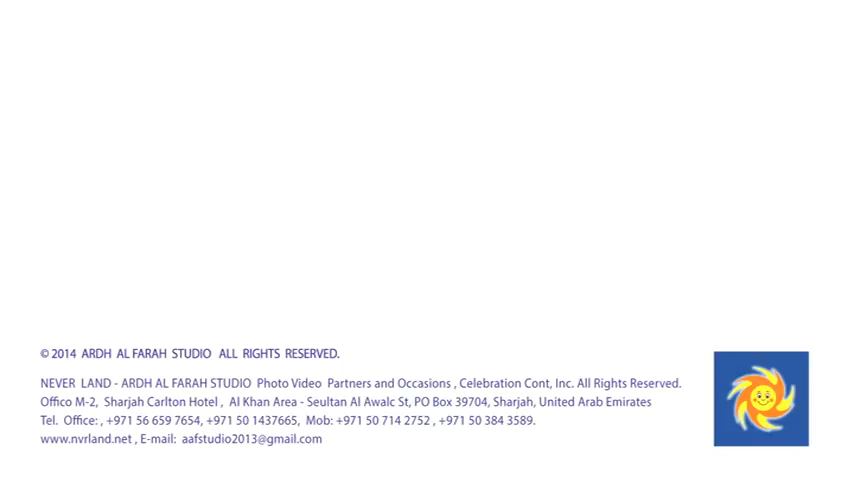 © 2014 ARDH AL FARAH STUDIO ALL RIGHTS RESERVED.
NEVER LAND - ARDH AL FARAH STUDIO Photo Video Partners and Occasions , Celebration Cont, Inc. All Rights Reserved.
Offico M-2, Sharjah Carlton Hotel , Al Khan Area - Seultan Al Awalc St, PO Box 39704, Sharjah, United Arab Emirates
Tel. Office: , +971 56 659 7654, +971 50 1437665, Mob: +971 50 714 2752 , +971 50 384 3589.
www.nvrland.net , E-mail: aafstudio2013@gmail.com